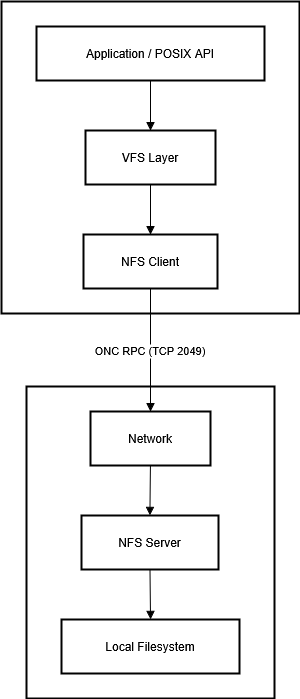 Application / POSIX API
VFS Layer
NFS Client
ONC RPC (TCP 2049)
Network
NFS Server
Local Filesystem